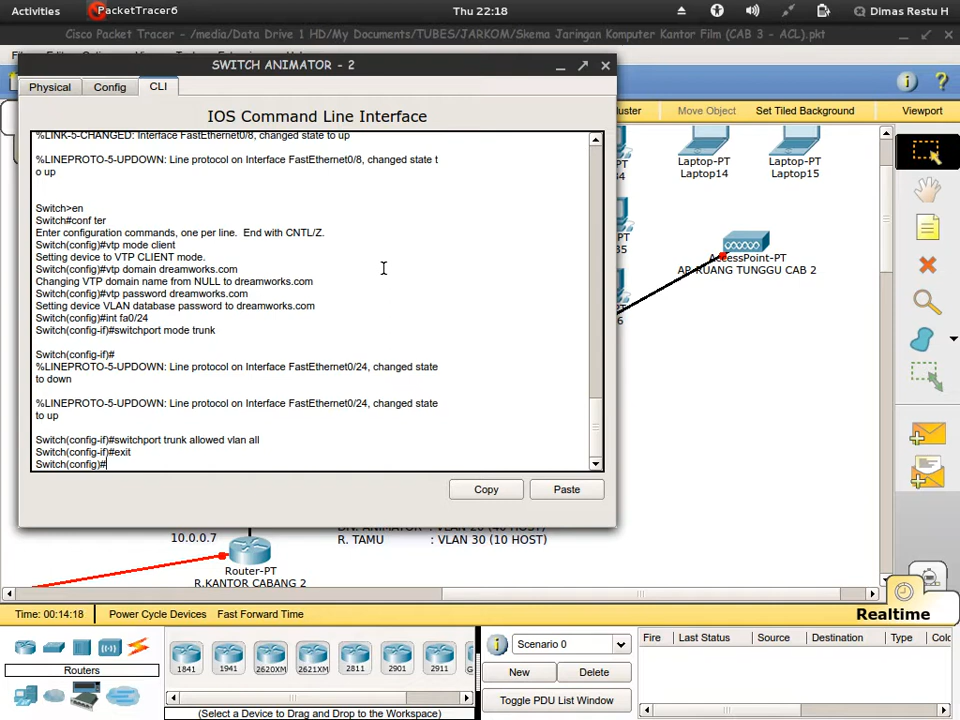 Activities
PacketTracer6
Thu 22:18
Dimas Restu H
Cisco Packet Tracer - /media/Data Drive 1 HD/My Documents/TUBES/JARKOM/Skema Jaringan Komputer Kantor Film (CAB 3 - ACL).pkt
SWITCH ANIMATOR - 2
Physical
Config
CLI
IOS Command Line Interface
%LINK-5-CHANGED: Interface FastEthernet0/8, changed state to up
%LINEPROTO-5-UPDOWN: Line protocol on Interface FastEthernet0/8, changed state t
o up
Switch>en
Switch#conf ter
Enter configuration commands, one per line.  End with CNTL/Z.
Switch(config)#vtp mode client
Setting device to VTP CLIENT mode.
Switch(config)#vtp domain dreamworks.com
Changing VTP domain name from NULL to dreamworks.com
Switch(config)#vtp password dreamworks.com
Setting device VLAN database password to dreamworks.com
Switch(config)#int fa0/24
Switch(config-if)#switchport mode trunk
Switch(config-if)#
%LINEPROTO-5-UPDOWN: Line protocol on Interface FastEthernet0/24, changed state
to down
%LINEPROTO-5-UPDOWN: Line protocol on Interface FastEthernet0/24, changed state
to up
Switch(config-if)#switchport trunk allowed vlan all
Switch(config-if)#exit
Switch(config)#
Copy
Paste
Move Object
Set Tiled Background
Viewport
Laptop-PT
Laptop14
Laptop-PT
Laptop15
AccessPoint-PT
AP RUANG TUNGGU CAB 2
10.0.0.7
Router-PT
R.KANTOR CABANG 2
R. TAMU : VLAN 30 (10 HOST)
Time: 00:14:18
Power Cycle Devices
Fast Forward Time
Realtime
Routers
1841
1941
2620XM
2621XM
2811
2901
2911
(Select a Device to Drag and Drop to the Workspace)
Scenario 0
New
Delete
Toggle PDU List Window
Fire
Last Status
Source
Destination
Type